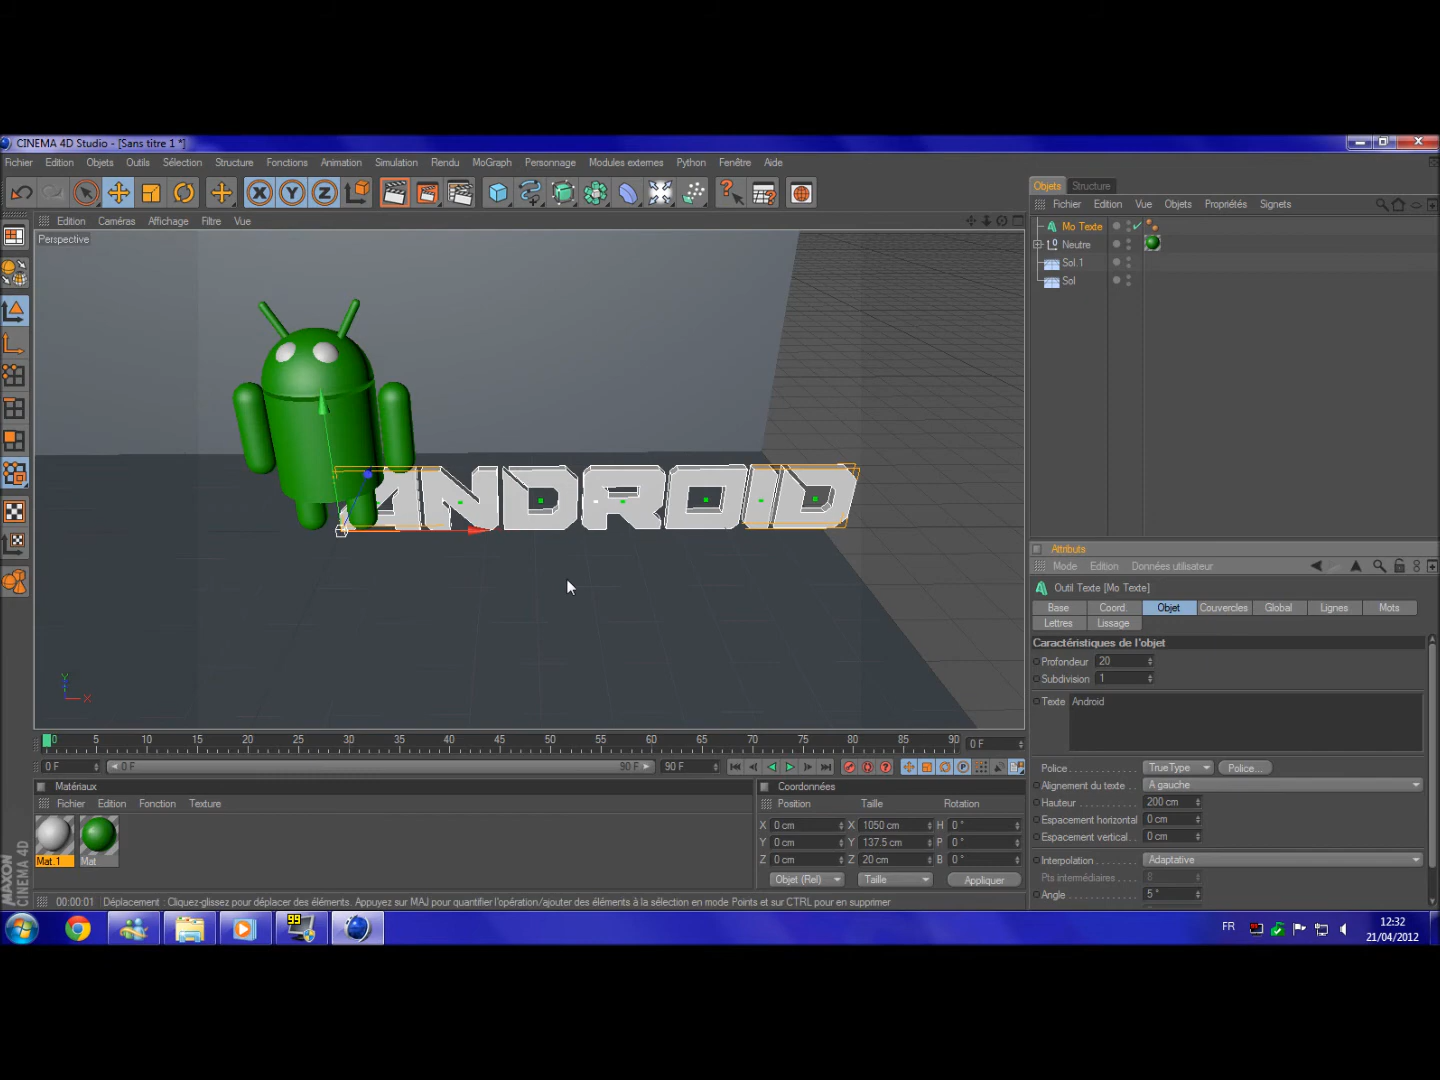 CINEMA 4D Studio - [Sans titre 1 *]
Fichier Edition Objets Outils Sélection Structure Fonctions Animation Simulation Rendu MoGraph Personnage Modules externes Python Fenêtre Aide
X Y Z
Objets Structure
Edition Caméras Affichage Filtre Vue
Fichier Edition Vue Objets Propriétés Signets
Perspective
Mo Texte
Neutre
Sol.1
Sol
ANDROID
Y
X
Attributs
Mode Edition Données utilisateur
Outil Texte [Mo Texte]
Base Coord. Objet Couvercles Global Lignes Mots
Lettres Lissage
Caractéristiques de l'objet
Profondeur 20
Subdivision 1
Texte Android
Police TrueType Police...
Alignement du texte A gauche
Hauteur 200 cm
Espacement horizontal 0 cm
Espacement vertical 0 cm
Interpolation Adaptative
Pts intermédiaires 8
Angle 5 °
0 5 10 15 20 25 30 35 40 45 50 55 60 65 70 75 80 85 90 0 F
0 F 0 F 90 F 90 F
Matériaux
Fichier Edition Fonction Texture
Mat.1 Mat
Coordonnées
Position Taille Rotation
X 0 cm X 1050 cm H 0 °
Y 0 cm Y 137.5 cm P 0 °
Z 0 cm Z 20 cm B 0 °
Objet (Rel) Taille Appliquer
MAXON
CINEMA 4D
00:00:01 Déplacement : Cliquez-glissez pour déplacer des éléments. Appuyez sur MAJ pour quantifier l'opération/ajouter des éléments à la sélection en mode Points et sur CTRL pour en supprimer
99
FR
12:32
21/04/2012